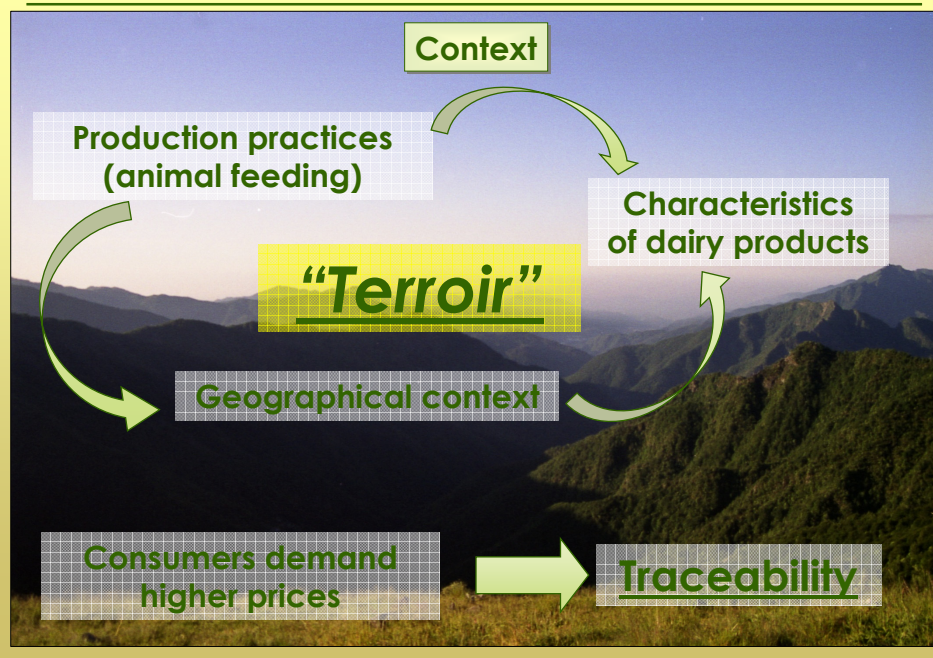 Context
Production practices
(animal feeding)
Characteristics
of dairy products
“Terroir”
Geographical context
Consumers demand
higher prices
Traceability